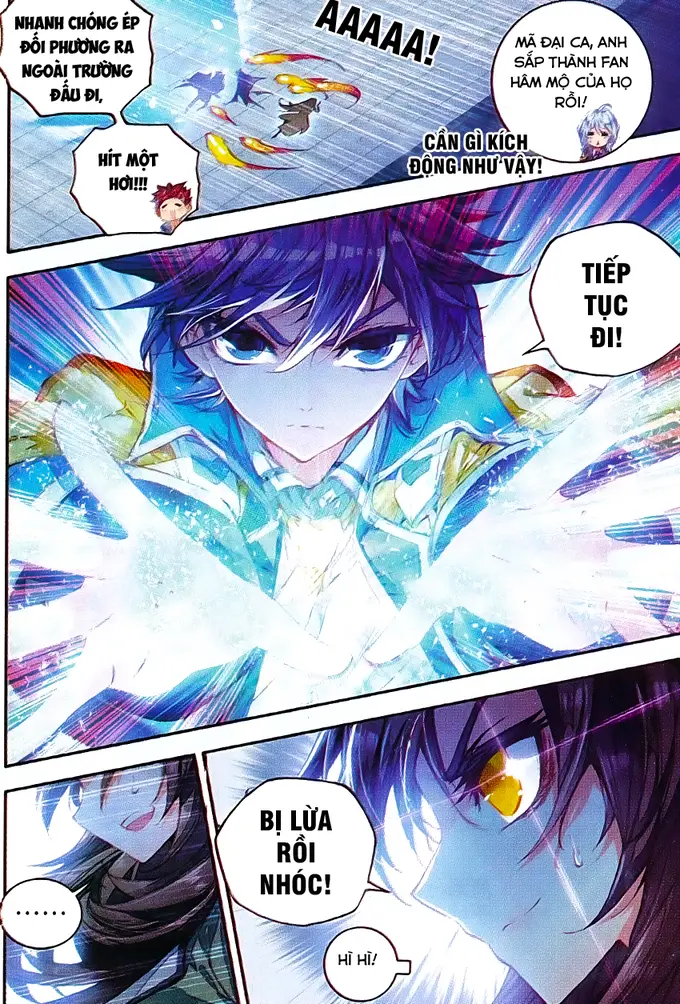 NHANH CHÓNG ÉP
ĐỐI PHƯƠNG RA
NGOÀI TRƯỜNG
ĐẤU ĐI,
HÍT MỘT
HƠI!!!!
AAAAA!
MÃ ĐẠI CA, ANH
SẮP THÀNH FAN
HÂM MỘ CỦA HỌ
RỒI!
CẦN GÌ KÍCH
ĐỘNG NHƯ VẬY!
TIẾP
TỤC
ĐI!
......
BỊ LỪA
RỒI
NHÓC!
HÌ HÌ!